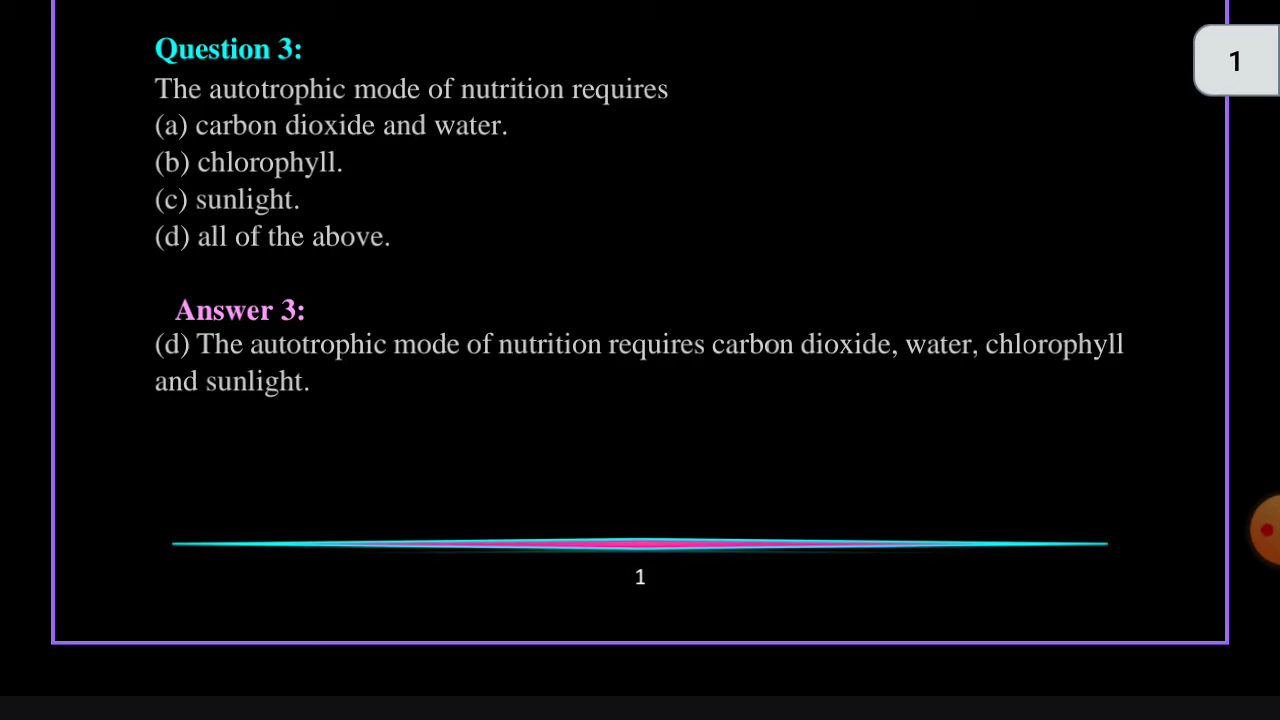 1
Question 3:
The autotrophic mode of nutrition requires
(a) carbon dioxide and water.
(b) chlorophyll.
(c) sunlight.
(d) all of the above.
Answer 3:
(d) The autotrophic mode of nutrition requires carbon dioxide, water, chlorophyll
and sunlight.
1